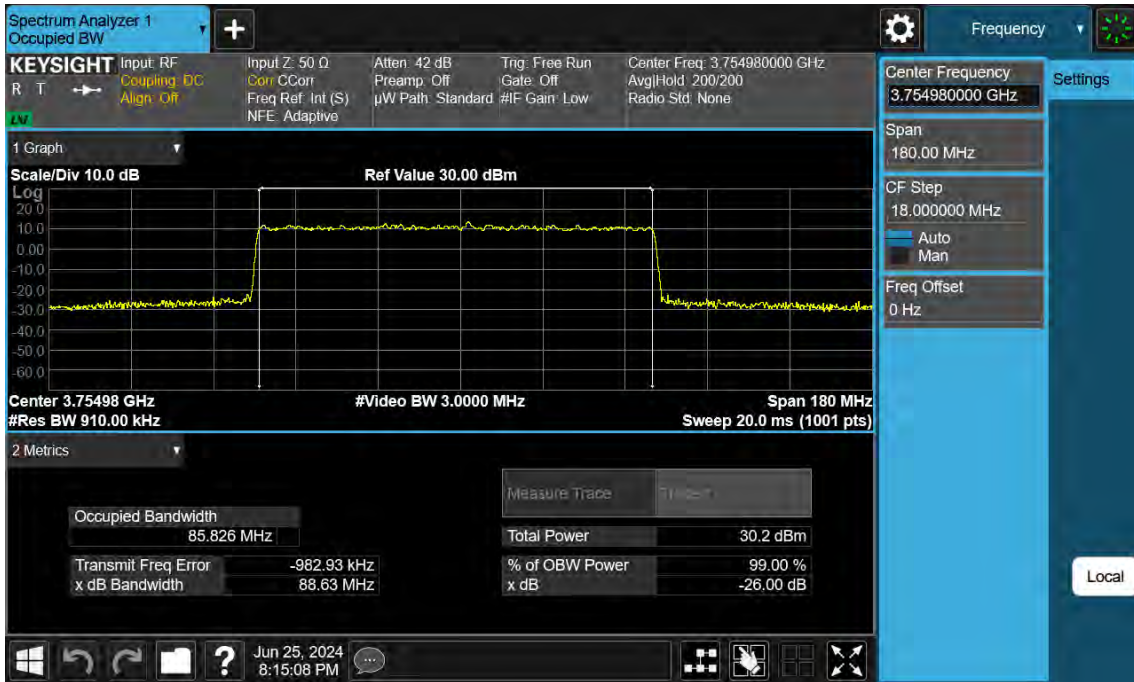 Spectrum Analyzer 1
Occupied BW
+
Frequency
KEYSIGHT
R T
LXI
Input: RF
Coupling: DC
Align: Off
Input Z: 50 Ω
Corr CCorr
Freq Ref: Int (S)
NFE: Adaptive
Atten: 42 dB
Preamp: Off
µW Path: Standard
Trig: Free Run
Gate: Off
#IF Gain: Low
Center Freq: 3.754980000 GHz
Avg|Hold: 200/200
Radio Std: None
Center Frequency
3.754980000 GHz
Settings
Span
180.00 MHz
CF Step
18.000000 MHz
Auto
Man
Freq Offset
0 Hz
Local
1 Graph
Scale/Div 10.0 dB
Ref Value 30.00 dBm
Log
20.0
10.0
0.00
-10.0
-20.0
-30.0
-40.0
-50.0
-60.0
Center 3.75498 GHz
#Video BW 3.0000 MHz
Span 180 MHz
#Res BW 910.00 kHz
Sweep 20.0 ms (1001 pts)
2 Metrics
Measure Trace
Occupied Bandwidth
85.826 MHz
Total Power 30.2 dBm
Transmit Freq Error -982.93 kHz
% of OBW Power 99.00 %
x dB Bandwidth 88.63 MHz
x dB -26.00 dB
?
Jun 25, 2024
8:15:08 PM